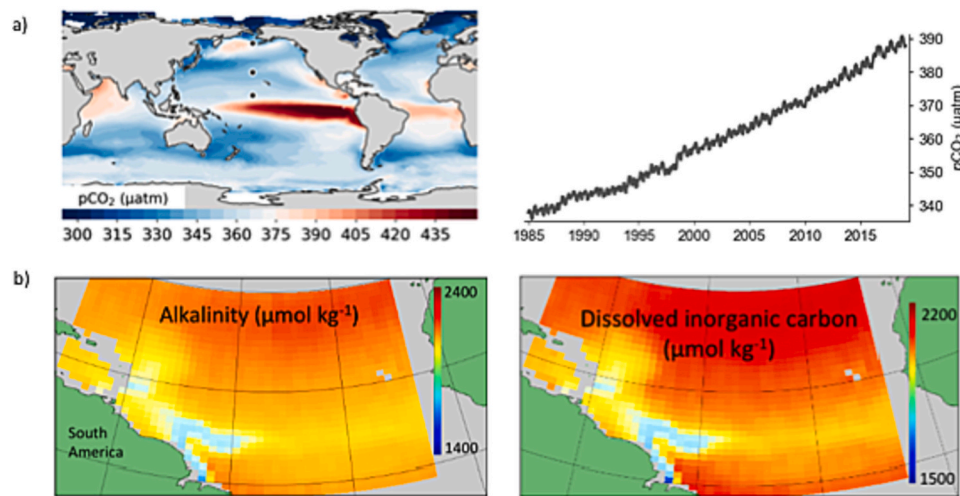 a)
pCO₂ (µatm)
300 315 330 345 360 375 390 405 420 435
390
380
370
360
350
340
pCO₂ (µatm)
1985 1990 1995 2000 2005 2010 2015
b)
Alkalinity (µmol kg⁻¹)
2400
1400
South
America
Dissolved inorganic carbon
(µmol kg⁻¹)
2200
1500